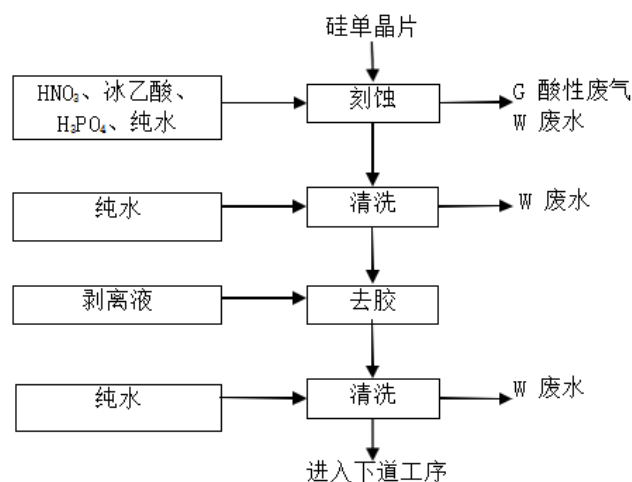 硅单晶片
HNO₃、冰乙酸、
H₃PO₄、纯水
刻蚀
G 酸性废气
W 废水
纯水
清洗
W 废水
剥离液
去胶
纯水
清洗
W 废水
进入下道工序